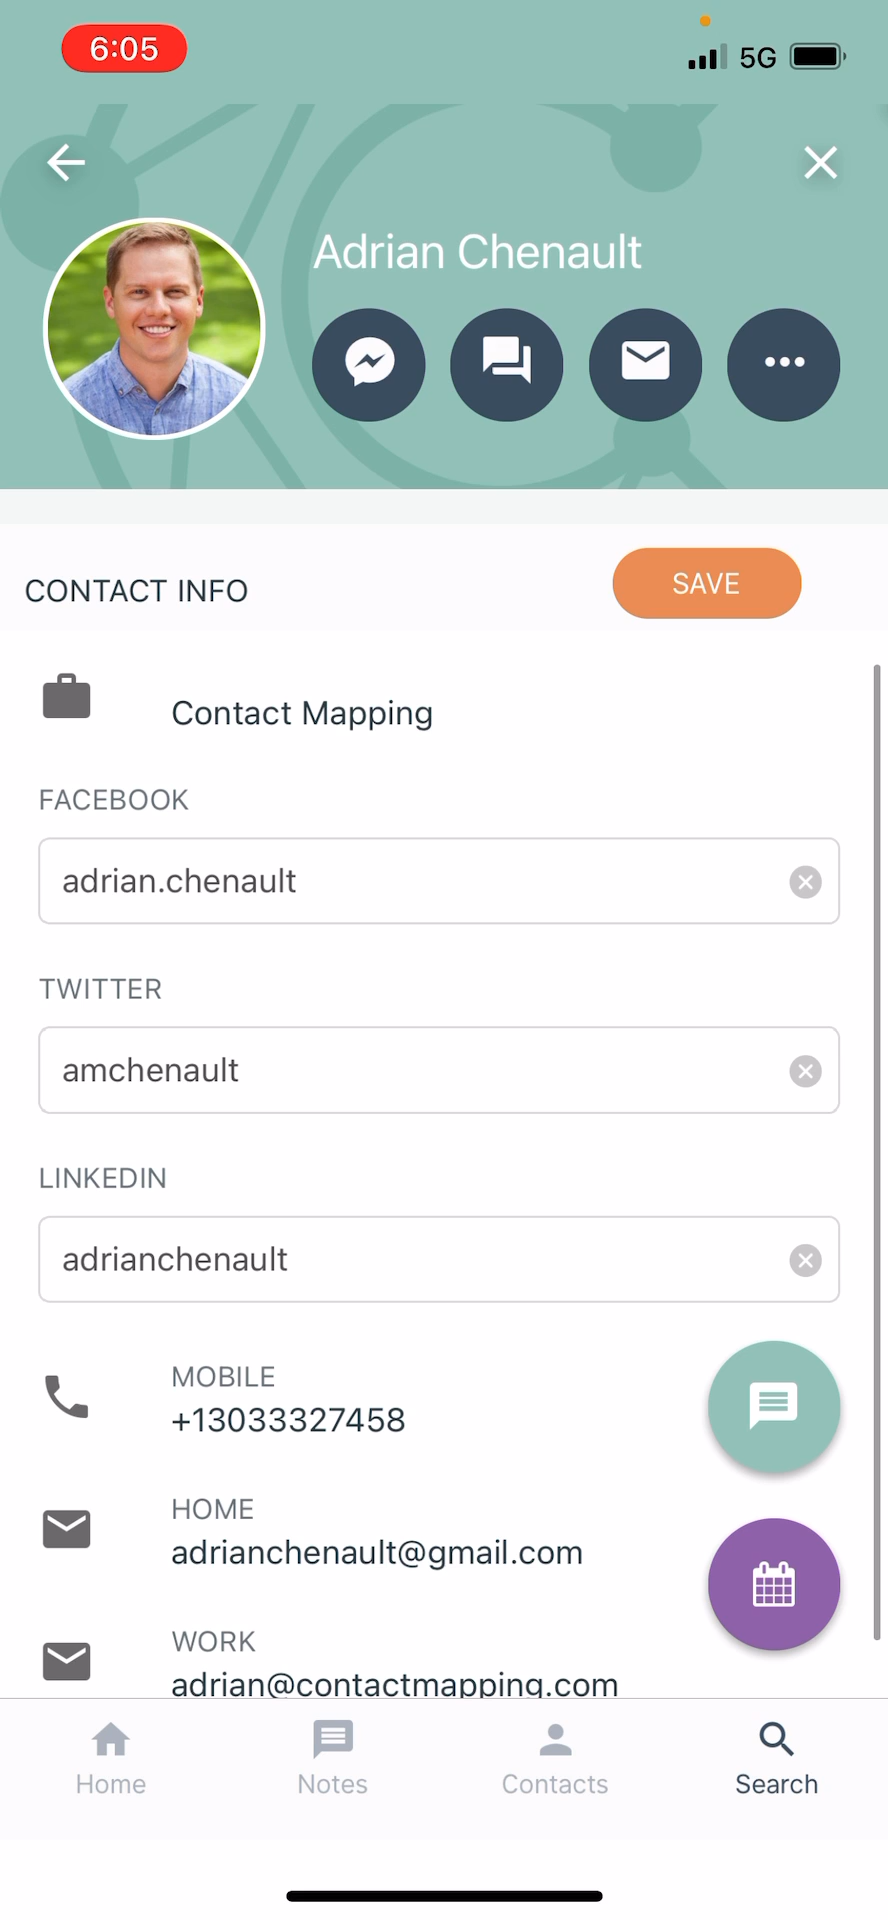 6:05
5G
Adrian Chenault
CONTACT INFO
SAVE
Contact Mapping
FACEBOOK
adrian.chenault
TWITTER
amchenault
LINKEDIN
adrianchenault
MOBILE
+13033327458
HOME
adrianchenault@gmail.com
WORK
adrian@contactmapping.com
Home
Notes
Contacts
Search